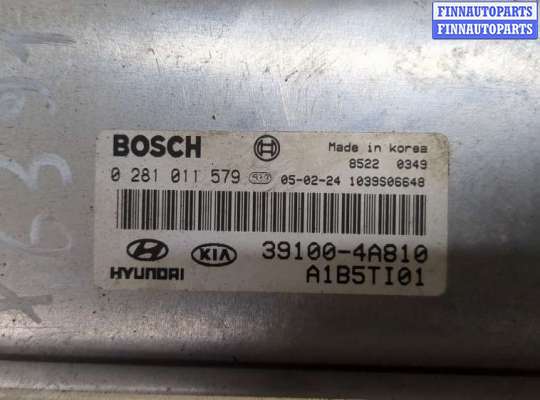 FINNAUTOPARTS
FINNAUTOPARTS
FINNAUTOPARTS
BOSCH
Made in korea
8522 0349
0 281 011 579 05-02-24 1039S06648
HYUNDAI KIA 39100-4A810
A1B5TI01